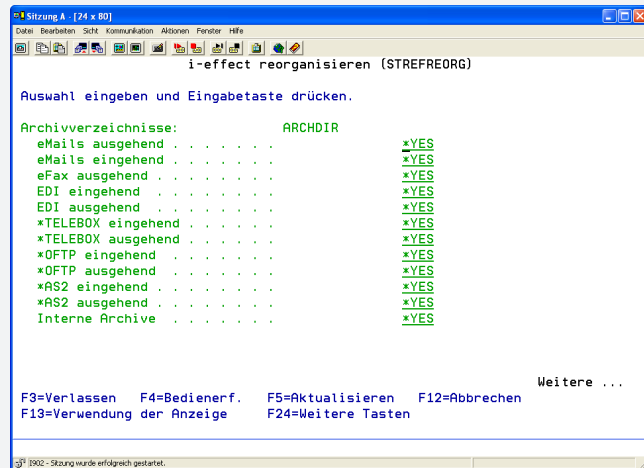 Sitzung A - [24 x 80]
Datei Bearbeiten Sicht Kommunikation Aktionen Fenster Hilfe
i-effect reorganisieren (STREFREORG)
Auswahl eingeben und Eingabetaste drücken.
Archivverzeichnisse: ARCHDIR
eMails ausgehend . . . . . . . *YES
eMails eingehend . . . . . . . *YES
eFax ausgehend . . . . . . . . *YES
EDI eingehend . . . . . . . . *YES
EDI ausgehend . . . . . . . . *YES
*TELEBOX eingehend . . . . . . *YES
*TELEBOX ausgehend . . . . . . *YES
*OFTP eingehend . . . . . . . *YES
*OFTP ausgehend . . . . . . . *YES
*AS2 eingehend . . . . . . . . *YES
*AS2 ausgehend . . . . . . . . *YES
Interne Archive . . . . . . . *YES
Weitere ...
F3=Verlassen F4=Bedienerf. F5=Aktualisieren F12=Abbrechen
F13=Verwendung der Anzeige F24=Weitere Tasten
I902 - Sitzung wurde erfolgreich gestartet.